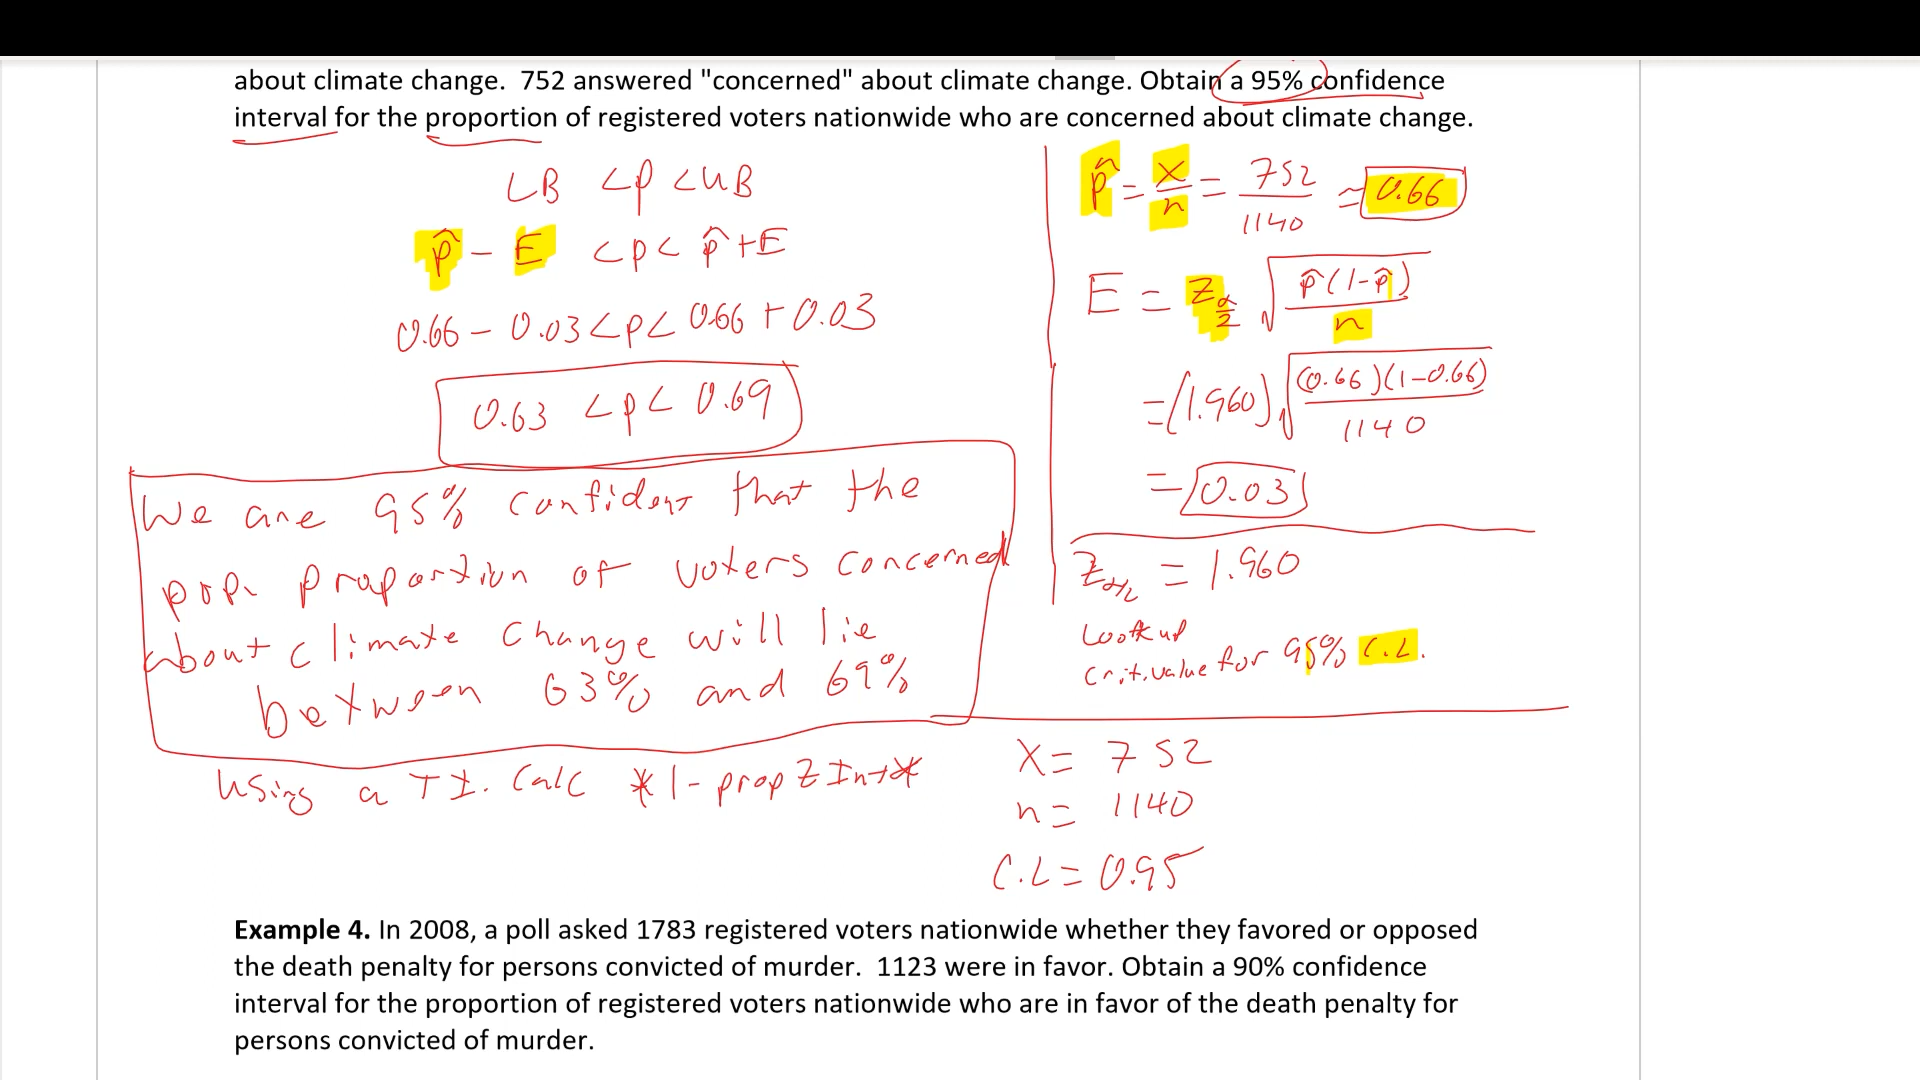 about climate change. 752 answered "concerned" about climate change. Obtain a 95% confidence
interval for the proportion of registered voters nationwide who are concerned about climate change.
LB < p < UB
p̂ - E < p < p̂ + E
0.66 - 0.03 < p < 0.66 + 0.03
0.63 < p < 0.69
We are 95% confident that the
pop. proportion of voters concerned
about climate change will lie
between 63% and 69%
Using a T I. Calc *1-prop Z Int*
p̂ = x/n = 752/1140 ≈ 0.66
E = Z_{α/2} √(p̂(1-p̂)/n)
= (1.960) √((0.66)(1-0.66)/1140)
= 0.03
Z_{α/2} = 1.960
Look up
Crit. value for 95% C.L.
X = 752
n = 1140
C.L = 0.95
Example 4. In 2008, a poll asked 1783 registered voters nationwide whether they favored or opposed
the death penalty for persons convicted of murder. 1123 were in favor. Obtain a 90% confidence
interval for the proportion of registered voters nationwide who are in favor of the death penalty for
persons convicted of murder.